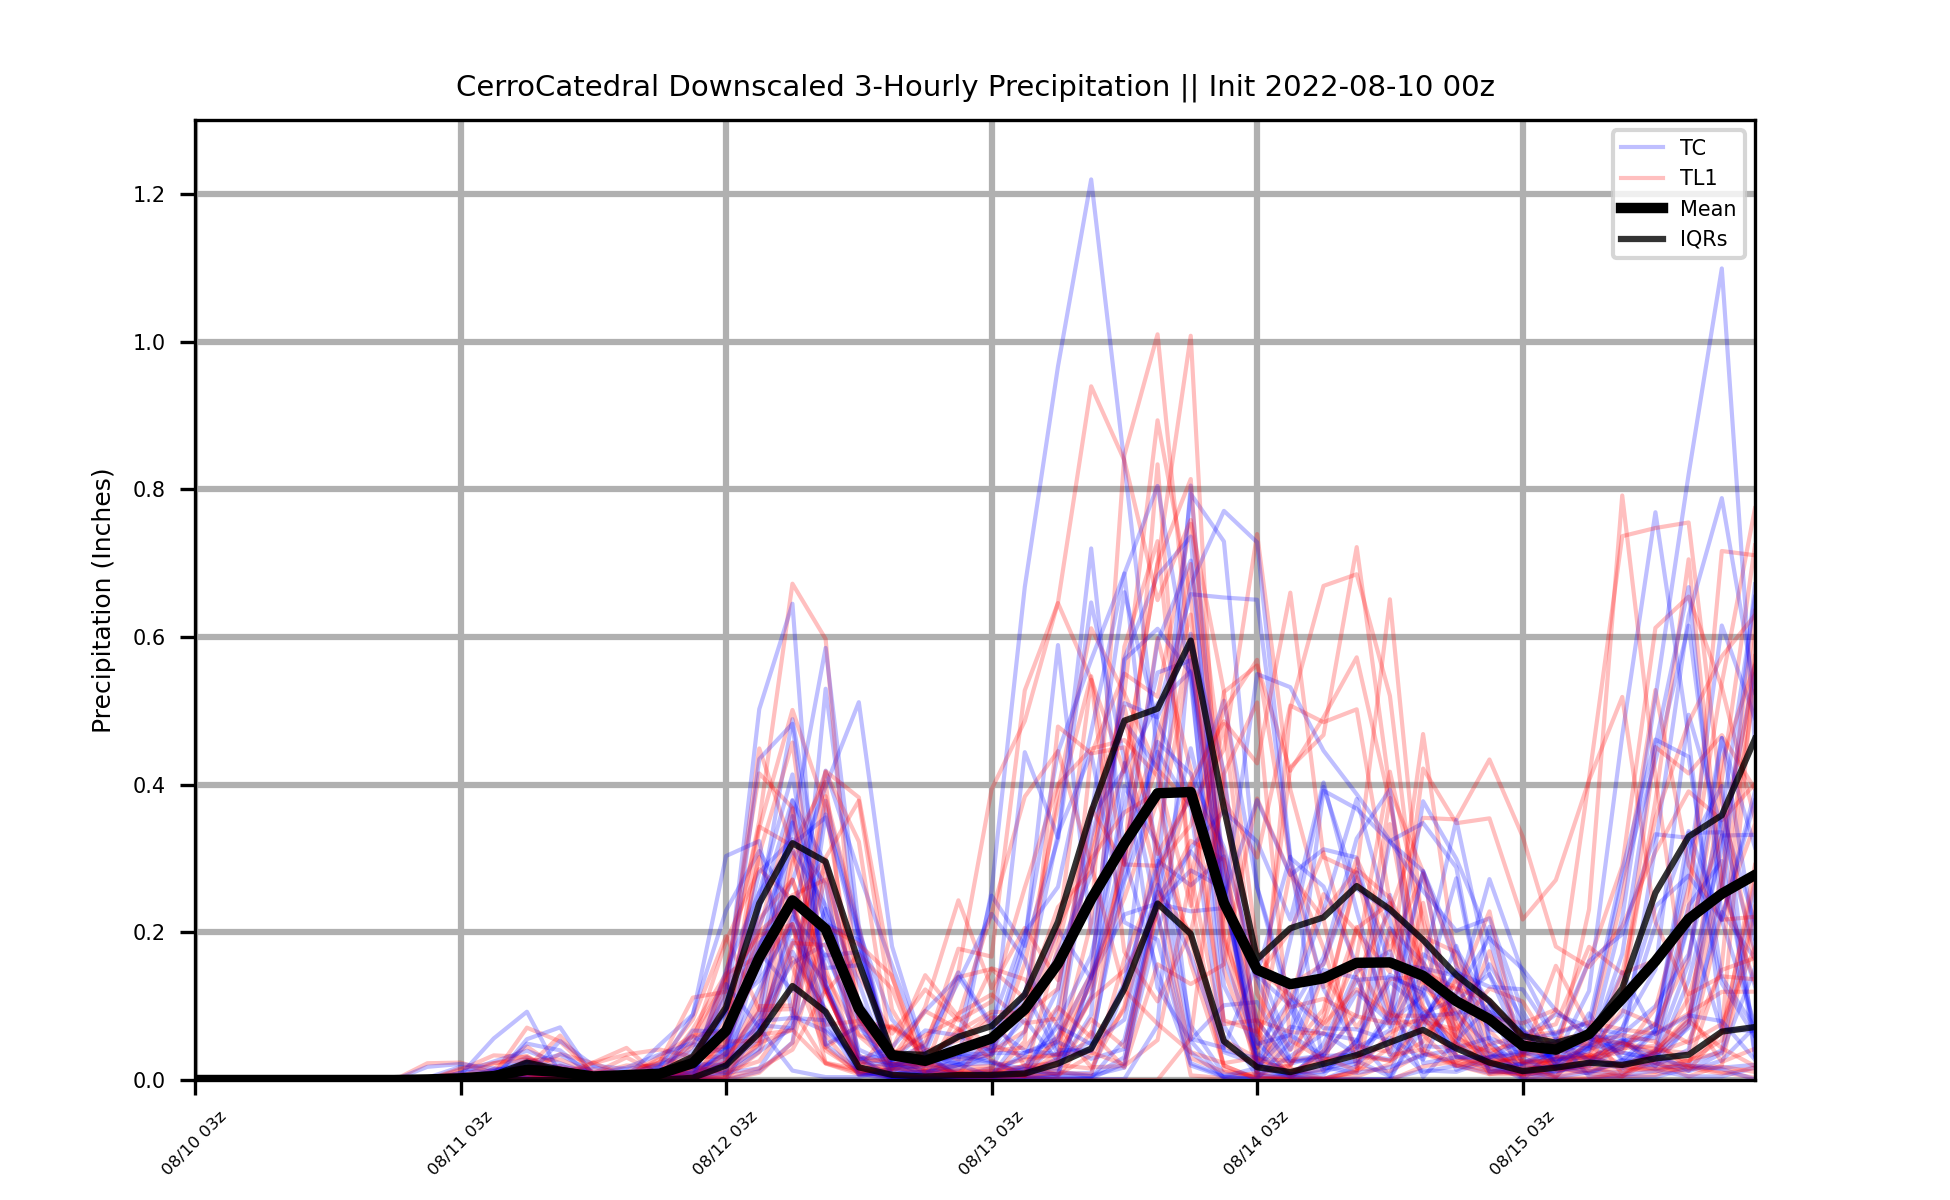 CerroCatedral Downscaled 3-Hourly Precipitation || Init 2022-08-10 00z
TC
TL1
Mean
IQRs
Precipitation (Inches)
1.2
1.0
0.8
0.6
0.4
0.2
0.0
08/10 03z
08/11 03z
08/12 03z
08/13 03z
08/14 03z
08/15 03z